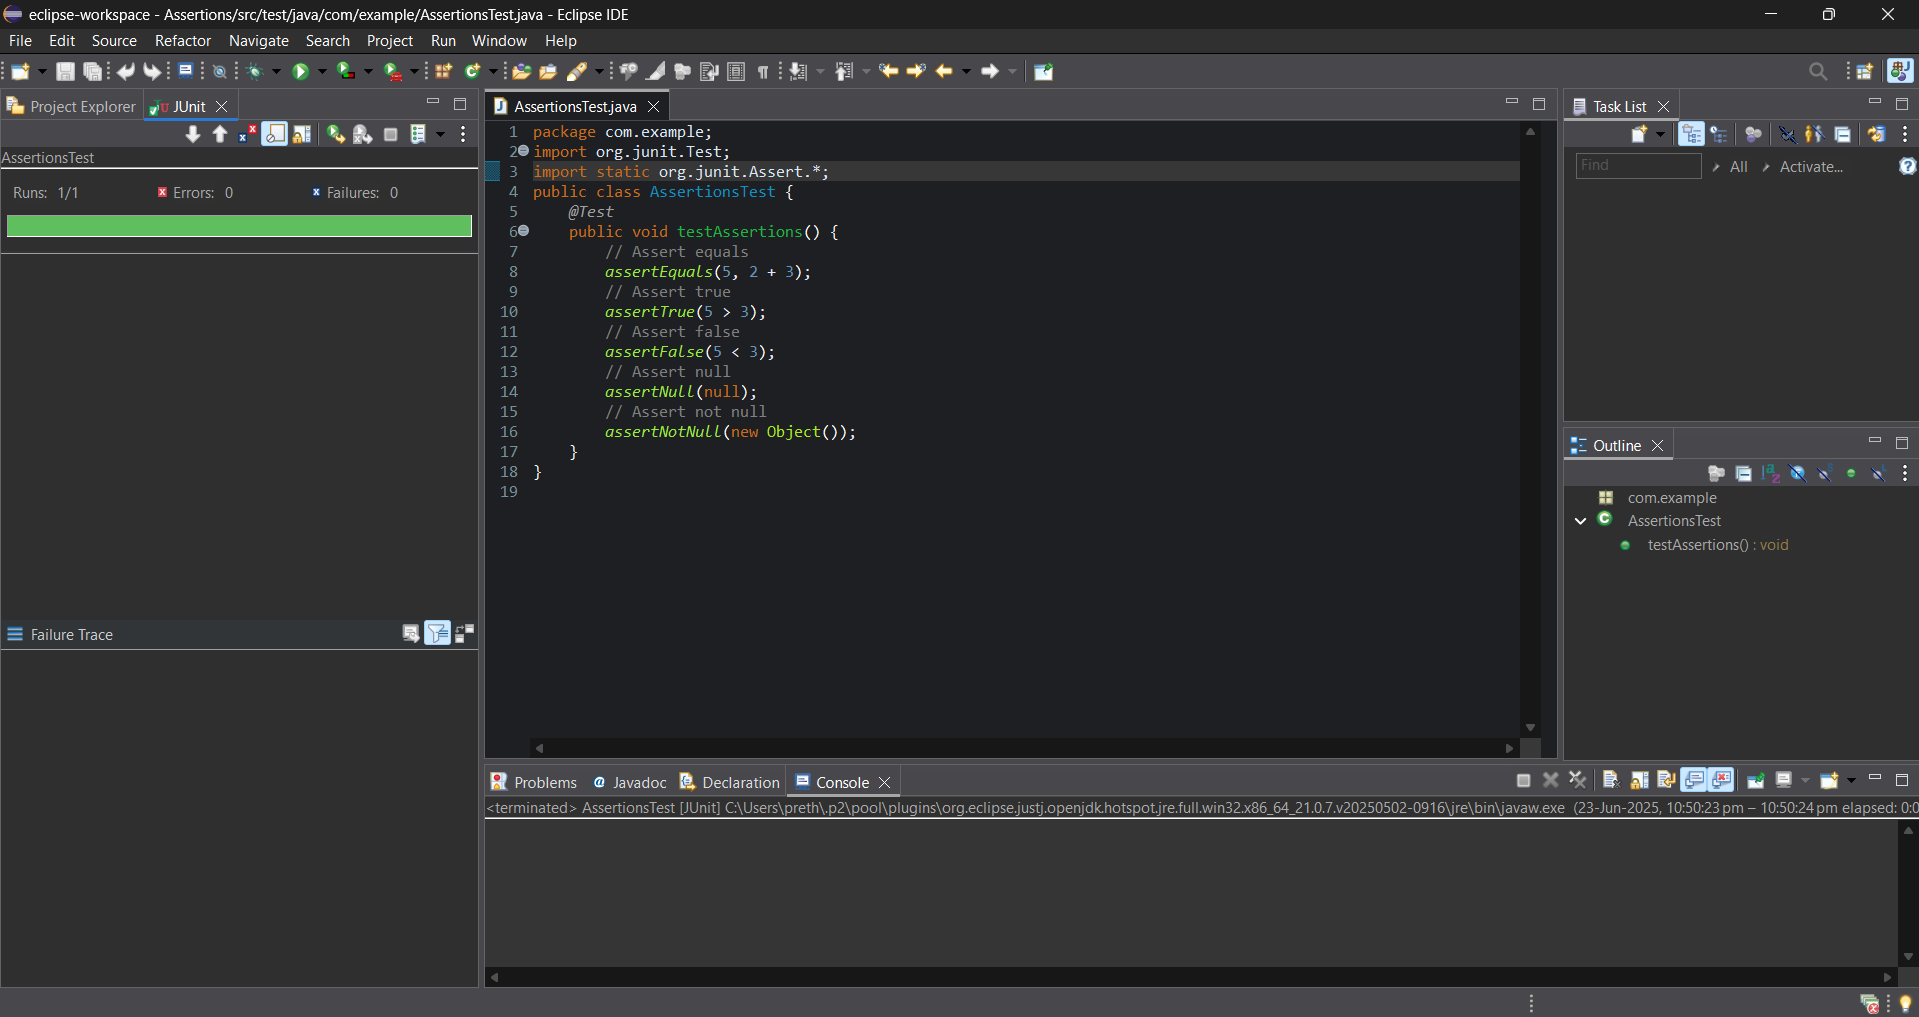 eclipse-workspace - Assertions/src/test/java/com/example/AssertionsTest.java - Eclipse IDE
File Edit Source Refactor Navigate Search Project Run Window Help
Project Explorer JUnit
AssertionsTest
Runs: 1/1 Errors: 0 Failures: 0
Failure Trace
AssertionsTest.java
1 package com.example;
2 import org.junit.Test;
3 import static org.junit.Assert.*;
4 public class AssertionsTest {
5 @Test
6 public void testAssertions() {
7 // Assert equals
8 assertEquals(5, 2 + 3);
9 // Assert true
10 assertTrue(5 > 3);
11 // Assert false
12 assertFalse(5 < 3);
13 // Assert null
14 assertNull(null);
15 // Assert not null
16 assertNotNull(new Object());
17 }
18 }
19
Task List
Find All Activate...
Outline
com.example
AssertionsTest
testAssertions() : void
Problems Javadoc Declaration Console
<terminated> AssertionsTest [JUnit] C:\Users\preth\.p2\pool\plugins\org.eclipse.justj.openjdk.hotspot.jre.full.win32.x86_64_21.0.7.v20250502-0916\jre\bin\javaw.exe (23-Jun-2025, 10:50:23 pm – 10:50:24 pm elapsed: 0:0